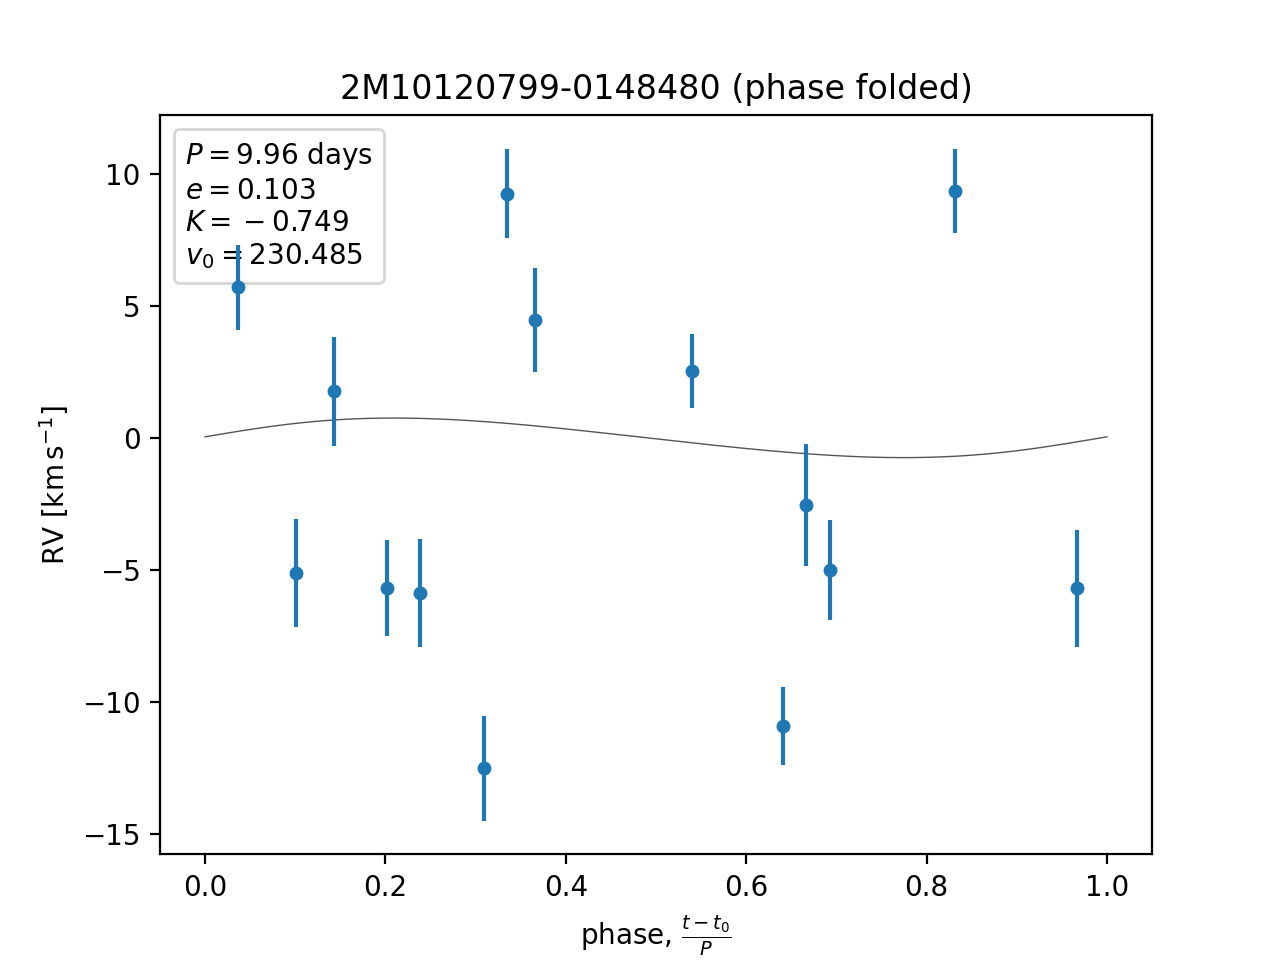 2M10120799-0148480 (phase folded)
P = 9.96 days
e = 0.103
K = −0.749
v₀ = 230.485
10
5
0
−5
−10
−15
RV [km s⁻¹]
0.0 0.2 0.4 0.6 0.8 1.0
phase, (t − t₀)/P